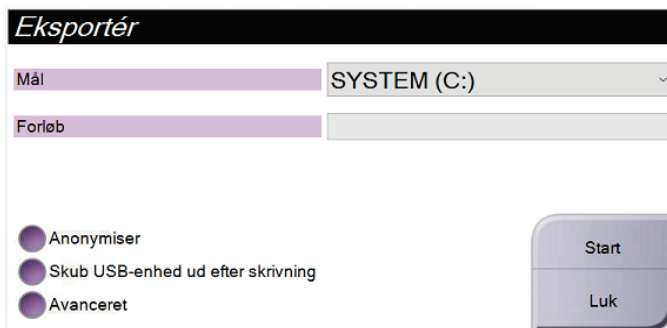 Eksportér
Mål
SYSTEM (C:)
Forløb
Anonymiser
Skub USB-enhed ud efter skrivning
Avanceret
Start
Luk